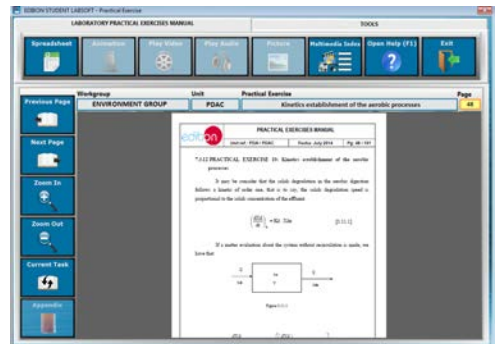 EDIBON STUDENT LABSOFT - Practical Exercise
LABORATORY PRACTICAL EXERCISES MANUAL
TOOLS
Spreadsheet
Animation
Play Video
Play Audio
Picture
Multimedia Index
Open Help (F1)
Exit
Workgroup
Unit
Practical Exercise
Page
ENVIRONMENT GROUP
PDAC
Kinetics establishment of the aerobic processes
48
Previous Page
Next Page
Zoom In
Zoom Out
Current Task
Appendix
edibon
PRACTICAL EXERCISES MANUAL
Fecha: July 2014
PRACTICAL EXERCISE
Kinetics establishment of the aerobic
processes
It may be consider that the solids degradation in the aerobic digestion
follows a kinetic of order one, that is to say, the solids degradation speed is
proportional to the solids concentration of the effluent
If a matter evaluation about the system without recirculation is made, we
have that